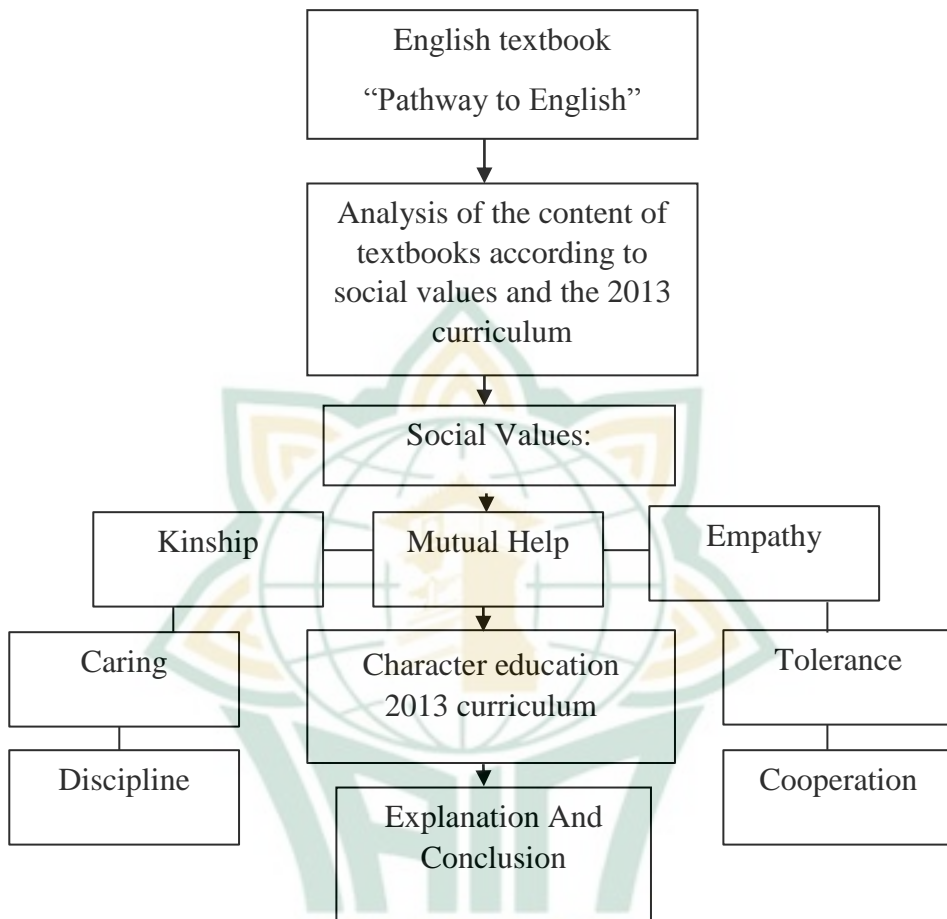 English textbook
“Pathway to English”
Analysis of the content of
textbooks according to
social values and the 2013
curriculum
Social Values:
Kinship
Mutual Help
Empathy
Caring
Character education
2013 curriculum
Tolerance
Discipline
Cooperation
Explanation And
Conclusion
IAIN